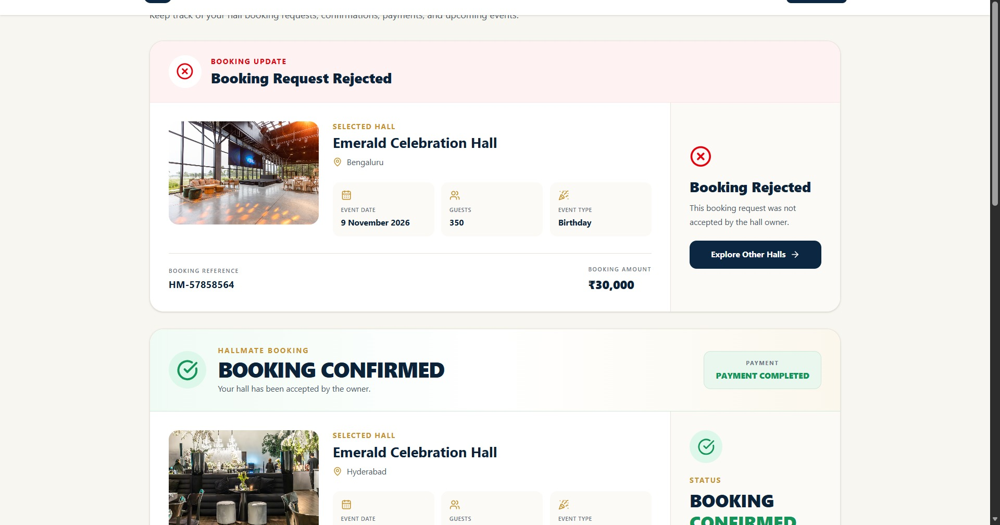 Keep track of your hall booking requests, confirmations, payments, and upcoming events.
BOOKING UPDATE
Booking Request Rejected
SELECTED HALL
Emerald Celebration Hall
Bengaluru
EVENT DATE
9 November 2026
GUESTS
350
EVENT TYPE
Birthday
BOOKING REFERENCE
HM-57858564
BOOKING AMOUNT
₹30,000
Booking Rejected
This booking request was not
accepted by the hall owner.
Explore Other Halls
HALLMATE BOOKING
BOOKING CONFIRMED
Your hall has been accepted by the owner.
PAYMENT
PAYMENT COMPLETED
SELECTED HALL
Emerald Celebration Hall
Hyderabad
EVENT DATE
GUESTS
EVENT TYPE
STATUS
BOOKING
CONFIRMED